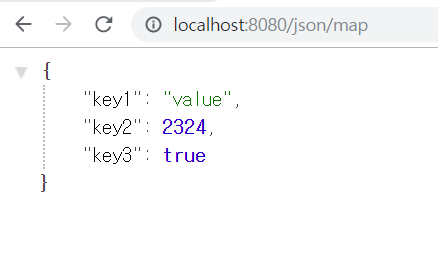 localhost:8080/json/map
{
"key1": "value",
"key2": 2324,
"key3": true
}